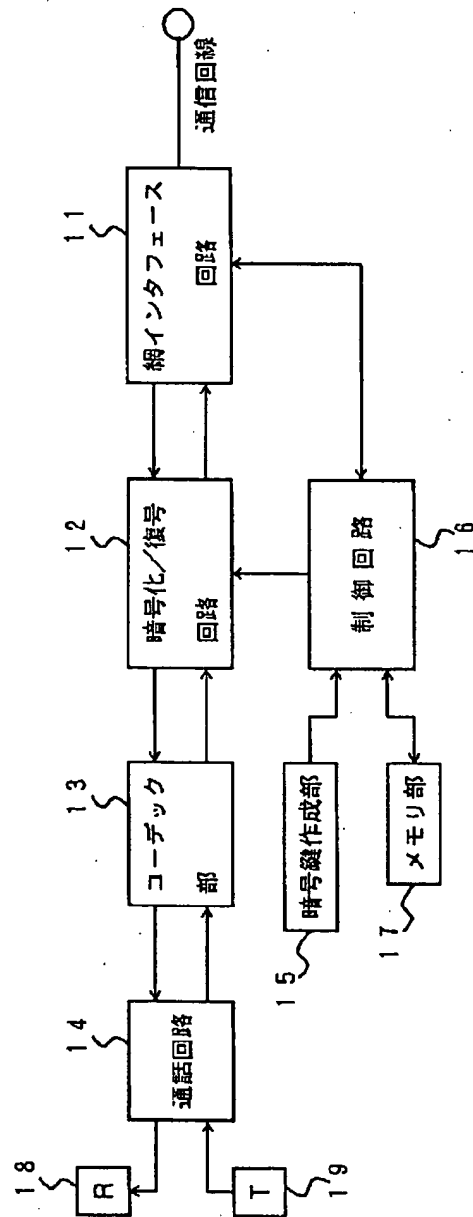 18
R
T
19
14
通話回路
13
コーデック
部
12
暗号化/復号
回路
11
網インタフェース
回路
通信回線
15
暗号鍵作成部
メモリ部
17
制御回路
16